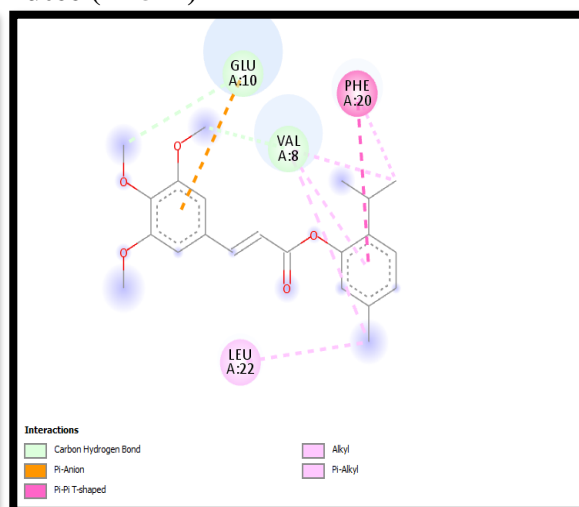 GLU
A:10
PHE
A:20
VAL
A:8
O
O
O
O
O
LEU
A:22
Interactions
Carbon Hydrogen Bond
Pi-Anion
Pi-Pi T-shaped
Alkyl
Pi-Alkyl